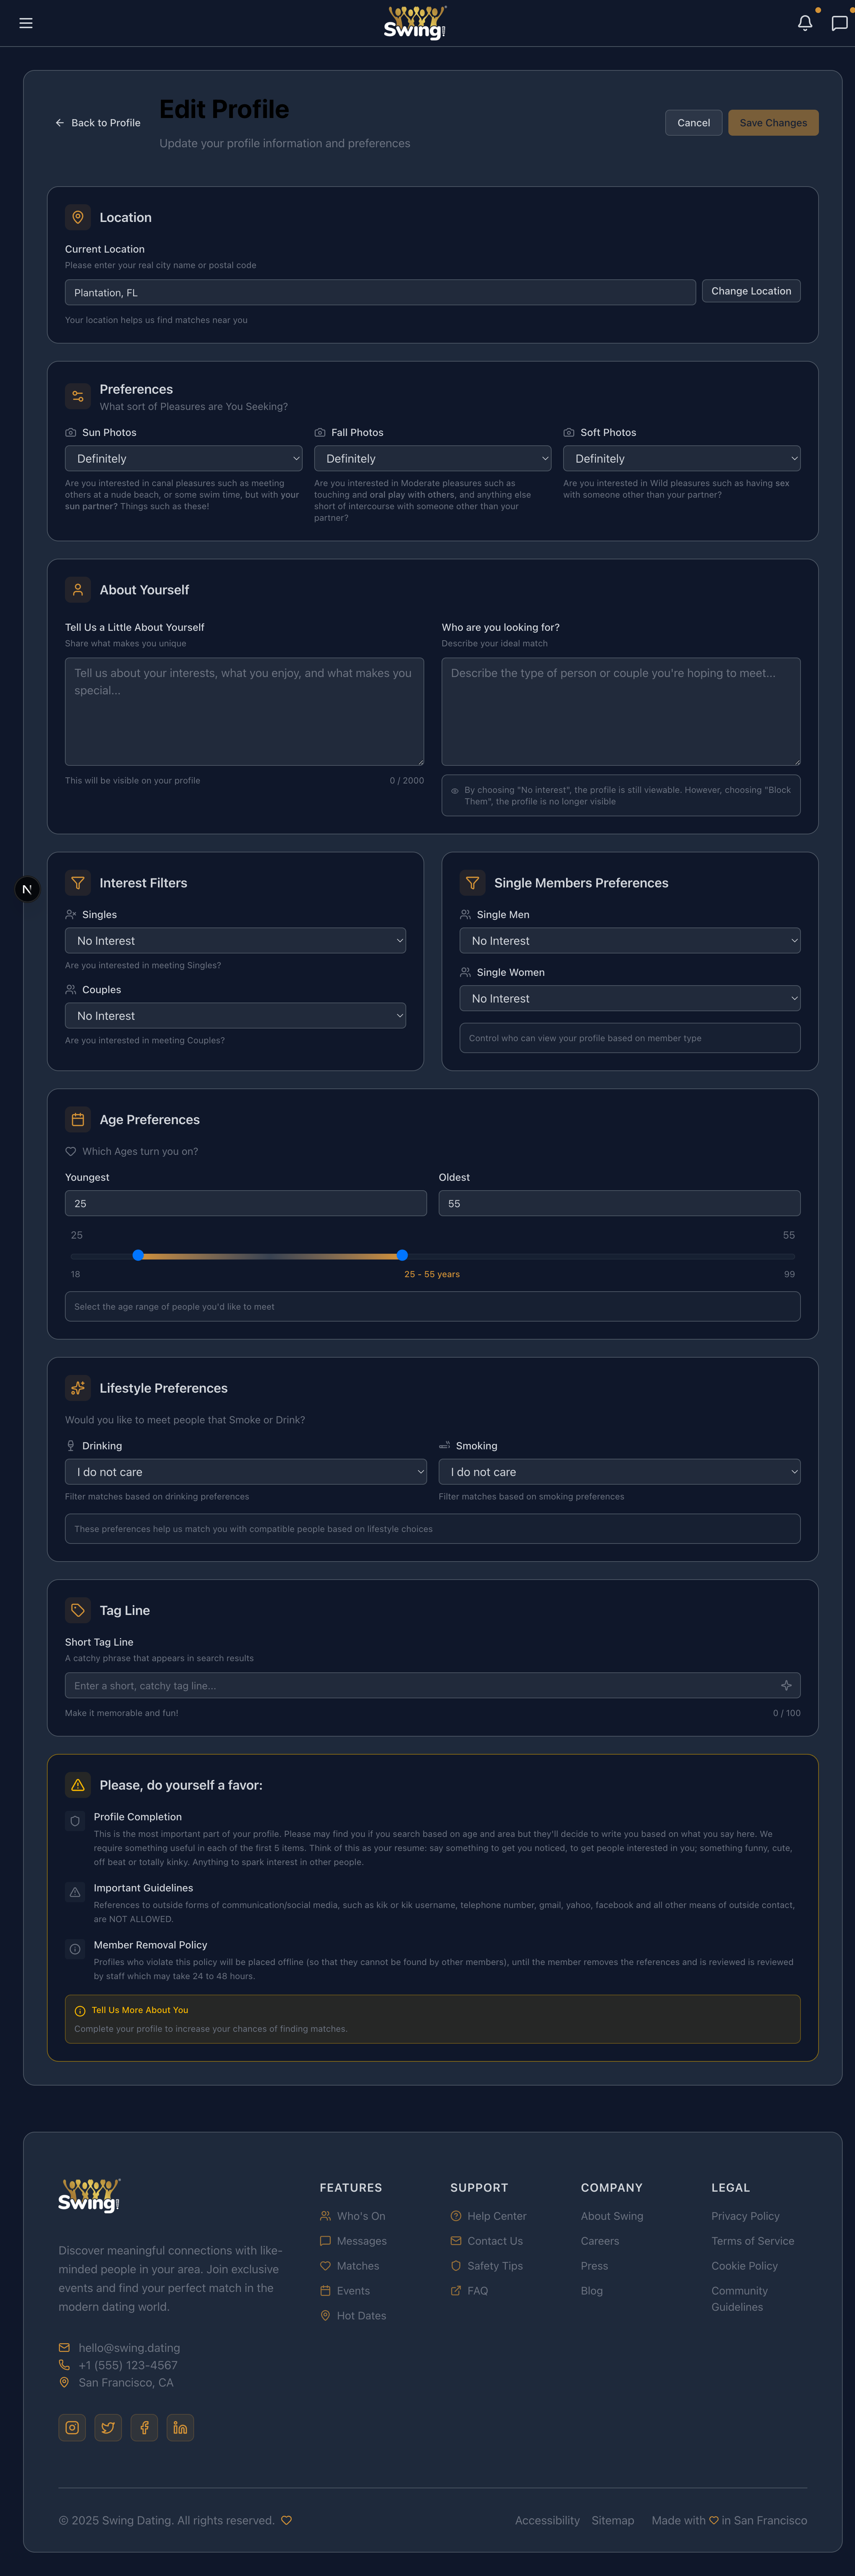 Swing!
Back to Profile
Edit Profile
Update your profile information and preferences
Cancel
Save Changes
Location
Current Location
Please enter your real city name or postal code
Plantation, FL
Change Location
Your location helps us find matches near you
Preferences
What sort of Pleasures are You Seeking?
Sun Photos
Definitely
Are you interested in canal pleasures such as meeting
others at a nude beach, or some swim time, but with your
sun partner? Things such as these!
Fall Photos
Definitely
Are you interested in Moderate pleasures such as
touching and oral play with others, and anything else
short of intercourse with someone other than your
partner?
Soft Photos
Definitely
Are you interested in Wild pleasures such as having sex
with someone other than your partner?
About Yourself
Tell Us a Little About Yourself
Share what makes you unique
Tell us about your interests, what you enjoy, and what makes you
special...
This will be visible on your profile
0 / 2000
Who are you looking for?
Describe your ideal match
Describe the type of person or couple you're hoping to meet...
By choosing "No interest", the profile is still viewable. However, choosing "Block
Them", the profile is no longer visible
N
Interest Filters
Singles
No Interest
Are you interested in meeting Singles?
Couples
No Interest
Are you interested in meeting Couples?
Single Members Preferences
Single Men
No Interest
Single Women
No Interest
Control who can view your profile based on member type
Age Preferences
Which Ages turn you on?
Youngest
25
Oldest
55
25
55
18
25 - 55 years
99
Select the age range of people you'd like to meet
Lifestyle Preferences
Would you like to meet people that Smoke or Drink?
Drinking
I do not care
Filter matches based on drinking preferences
Smoking
I do not care
Filter matches based on smoking preferences
These preferences help us match you with compatible people based on lifestyle choices
Tag Line
Short Tag Line
A catchy phrase that appears in search results
Enter a short, catchy tag line...
Make it memorable and fun!
0 / 100
Please, do yourself a favor:
Profile Completion
This is the most important part of your profile. Please may find you if you search based on age and area but they'll decide to write you based on what you say here. We
require something useful in each of the first 5 items. Think of this as your resume: say something to get you noticed, to get people interested in you; something funny, cute,
off beat or totally kinky. Anything to spark interest in other people.
Important Guidelines
References to outside forms of communication/social media, such as kik or kik username, telephone number, gmail, yahoo, facebook and all other means of outside contact,
are NOT ALLOWED.
Member Removal Policy
Profiles who violate this policy will be placed offline (so that they cannot be found by other members), until the member removes the references and is reviewed is reviewed
by staff which may take 24 to 48 hours.
Tell Us More About You
Complete your profile to increase your chances of finding matches.
Swing!
Discover meaningful connections with like-
minded people in your area. Join exclusive
events and find your perfect match in the
modern dating world.
hello@swing.dating
+1 (555) 123-4567
San Francisco, CA
FEATURES
Who's On
Messages
Matches
Events
Hot Dates
SUPPORT
Help Center
Contact Us
Safety Tips
FAQ
COMPANY
About Swing
Careers
Press
Blog
LEGAL
Privacy Policy
Terms of Service
Cookie Policy
Community
Guidelines
© 2025 Swing Dating. All rights reserved.
Accessibility
Sitemap
Made with in San Francisco